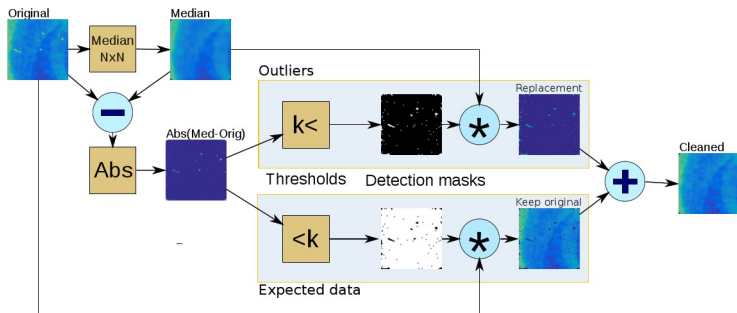 Original
Median
Median
NxN
Outliers
Replacement
k<
*
Abs(Med-Orig)
Cleaned
Abs
Thresholds
Detection masks
+
Keep original
<k
*
−
Expected data